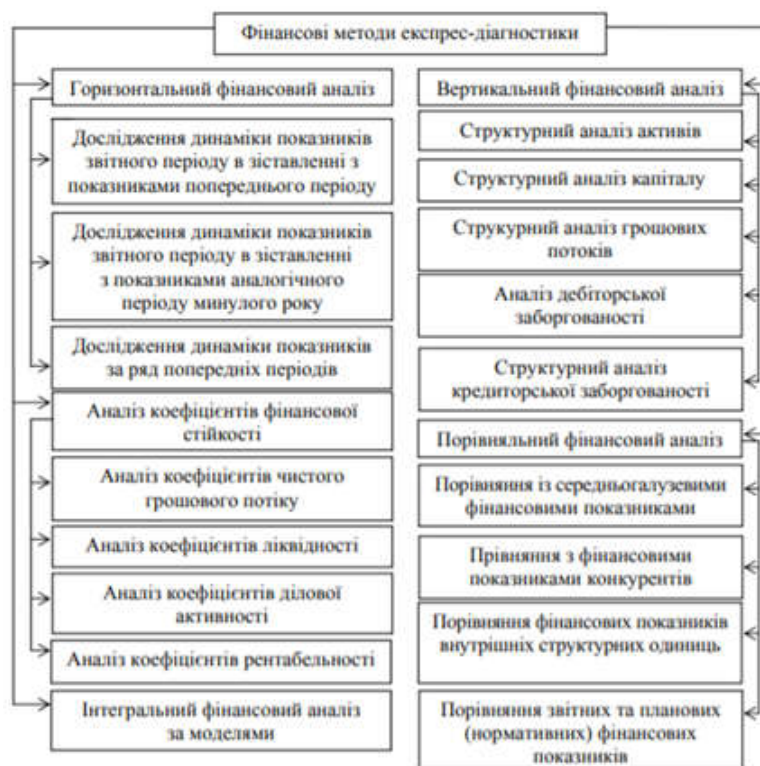 Фінансові методи експрес-діагностики
Горизонтальний фінансовий аналіз
Дослідження динаміки показників
звітного періоду в зіставленні з
показниками попереднього періоду
Дослідження динаміки показників
звітного періоду в зіставленні
з показниками аналогічного
періоду минулого року
Дослідження динаміки показників
за ряд попередніх періодів
Аналіз коефіцієнтів фінансової
стійкості
Аналіз коефіцієнтів чистого
грошового потіку
Аналіз коефіцієнтів ліквідності
Аналіз коефіцієнтів ділової
активності
Аналіз коефіцієнтів рентабельності
Інтегральний фінансовий аналіз
за моделями
Вертикальний фінансовий аналіз
Структурний аналіз активів
Структурний аналіз капіталу
Струкурний аналіз грошових
потоків
Аналіз дебіторської
заборгованості
Структурний аналіз
кредиторської заборгованості
Порівняльний фінансовий аналіз
Порівняння із середньогалузевими
фінансовими показниками
Прівняння з фінансовими
показниками конкурентів
Порівняння фінансових показників
внутрішніх структурних одиниць
Порівняння звітних та планових
(нормативних) фінансових
показників